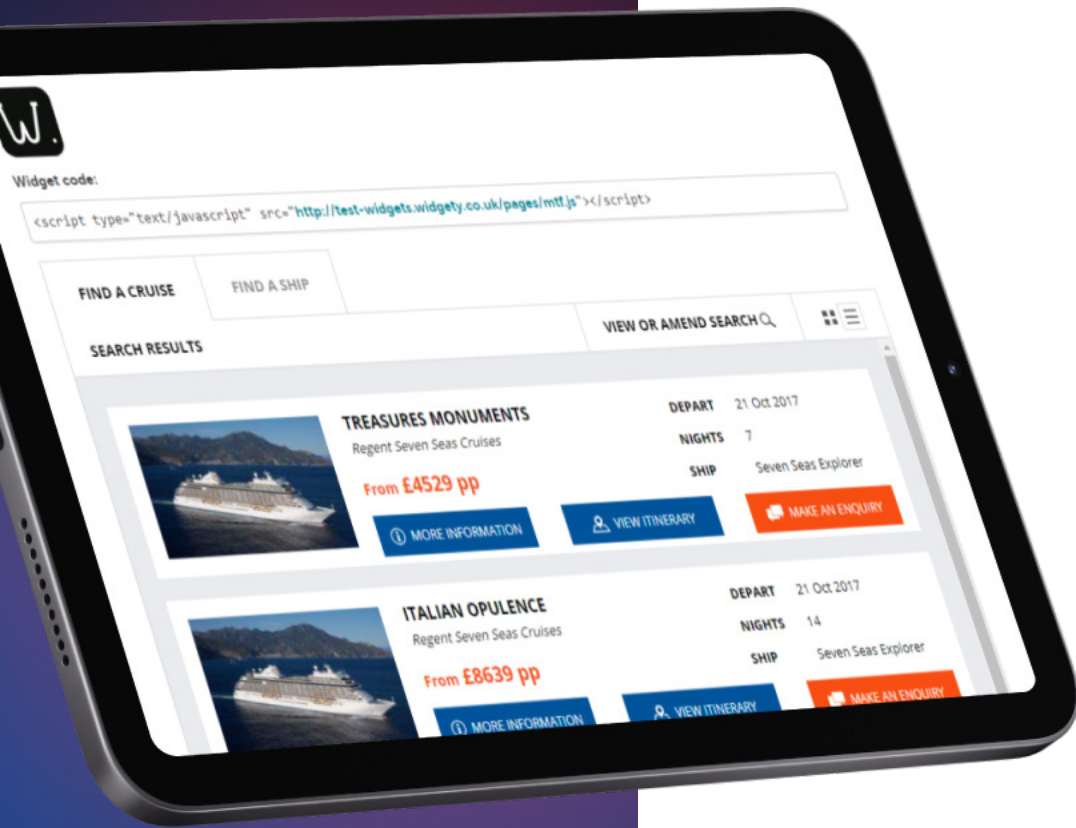 W.
Widget code:
<script type="text/javascript" src="http://test-widgets.widgety.co.uk/pages/mtf.js"></script>
FIND A CRUISE
FIND A SHIP
SEARCH RESULTS
VIEW OR AMEND SEARCH
TREASURES MONUMENTS
Regent Seven Seas Cruises
From £4529 pp
DEPART 21 Oct 2017
NIGHTS 7
SHIP Seven Seas Explorer
MORE INFORMATION
VIEW ITINERARY
MAKE AN ENQUIRY
ITALIAN OPULENCE
Regent Seven Seas Cruises
From £8639 pp
DEPART 21 Oct 2017
NIGHTS 14
SHIP Seven Seas Explorer
MORE INFORMATION
VIEW ITINERARY
MAKE AN ENQUIRY